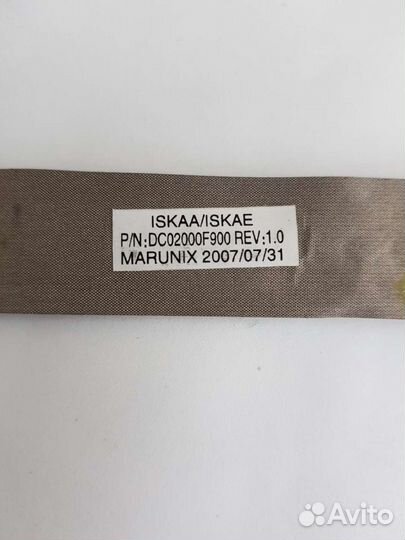 ISKAA/ISKAE
P/N:DC02000F900 REV:1.0
MARUNIX 2007/07/31
Avito